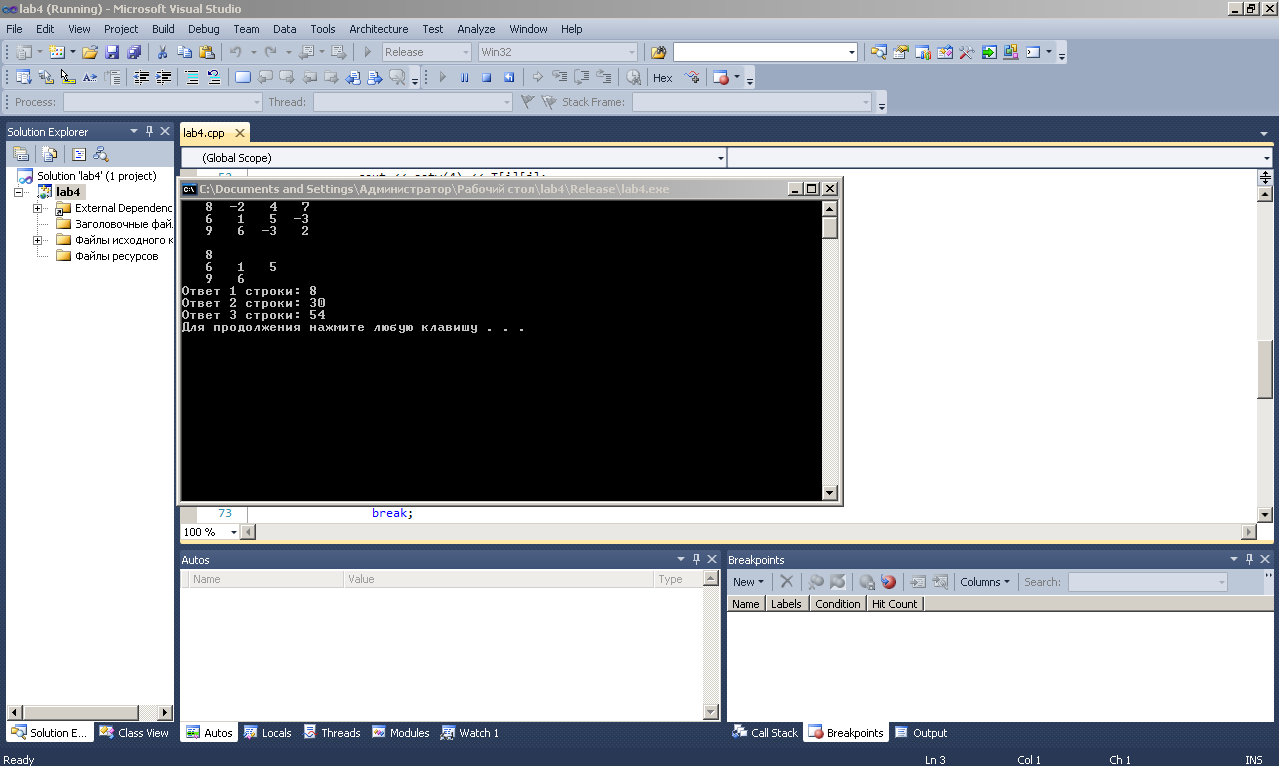 lab4 (Running) - Microsoft Visual Studio
File Edit View Project Build Debug Team Data Tools Architecture Test Analyze Window Help
Release Win32
Hex
Process: Thread: Stack Frame:
Solution Explorer
lab4.cpp
(Global Scope)
Solution 'lab4' (1 project)
lab4
External Dependenc
Заголовочные фай.
Файлы исходного к
Файлы ресурсов
C:\Documents and Settings\Администратор\Рабочий стол\lab4\Release\lab4.exe
8 -2 4 7
6 1 5 -3
9 6 -3 2
8
6 1 5
9 6
Ответ 1 строки: 8
Ответ 2 строки: 30
Ответ 3 строки: 54
Для продолжения нажмите любую клавишу . . .
73 break;
100 %
Autos
Name Value Type
Breakpoints
New Columns Search:
Name Labels Condition Hit Count
Solution E... Class View
Autos Locals Threads Modules Watch 1
Call Stack Breakpoints Output
Ready Ln 3 Col 1 Ch 1 INS